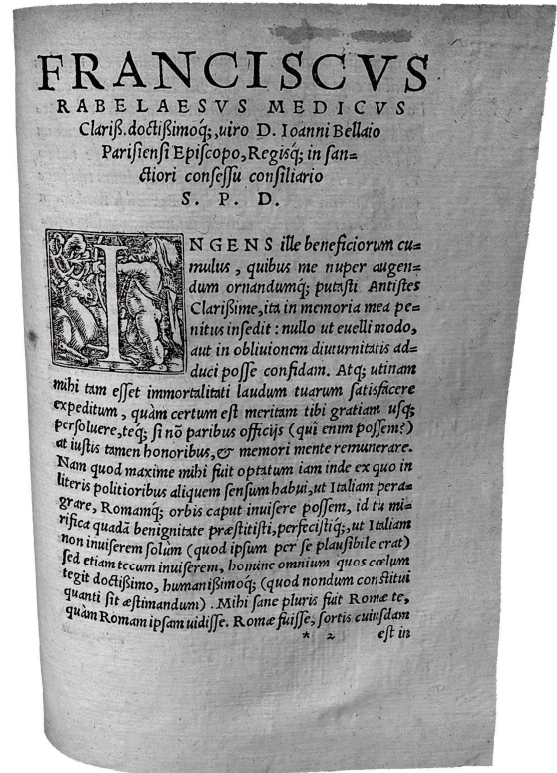 FRANCISCVS
RABELAESVS MEDICVS
Clariß. doctißimoq́;, uiro D. Ioanni Bellaio
Parisiensi Episcopo, Regisq́; in san=
ctiori consessu consiliario
S. P. D.
INGENS ille beneficiorum cu=
mulus, quibus me nuper augen=
dum ornandumq́; putasti Antistes
Clarißime, ita in memoria mea pe=
nitus insedit : nullo ut euelli modo,
aut in obliuionem diuturnitatis ad=
duci posse confidam. Atq; utinam
mihi tam esset immortalitati laudum tuarum satisfacere
expeditum, quàm certum est meritam tibi gratiam usq;
persoluere, teq́; si nō paribus officijs (quî enim possem?)
at iustis tamen honoribus, & memori mente remunerare.
Nam quod maxime mihi fuit optatum iam inde ex quo in
literis politioribus aliquem sensum habui, ut Italiam pera=
grare, Romamq́; orbis caput inuisere possem, id tu mi=
rifica quadā benignitate præstitisti, perfecistiq́;, ut Italiam
non inuiserem solùm (quod ipsum per se plausibile erat)
sed etiam tecum inuiserem, homine omnium quos cœlum
tegit doctißimo, humanißimoq́; (quod nondum constitui
quanti sit æstimandum). Mihi sane pluris fuit Romæ te,
quàm Romam ipsam uidisse. Romæ fuisse, sortis cuiusdam
* 2 est in